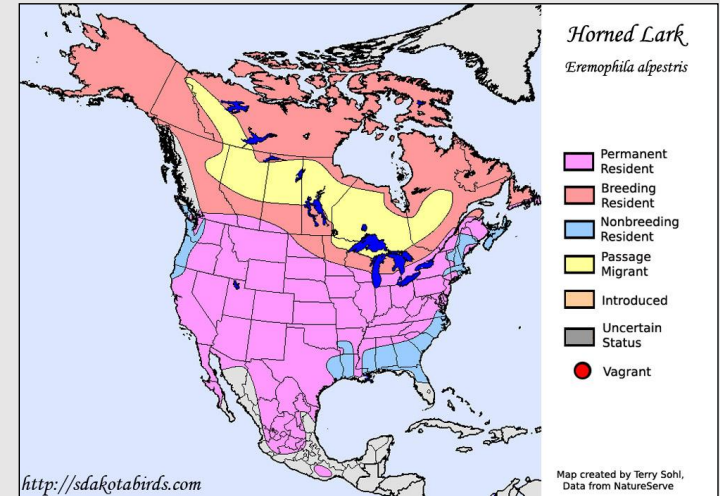 Horned Lark
Eremophila alpestris
Permanent
Resident
Breeding
Resident
Nonbreeding
Resident
Passage
Migrant
Introduced
Uncertain
Status
Vagrant
http://sdakotabirds.com
Map created by Terry Sohl,
Data from NatureServe